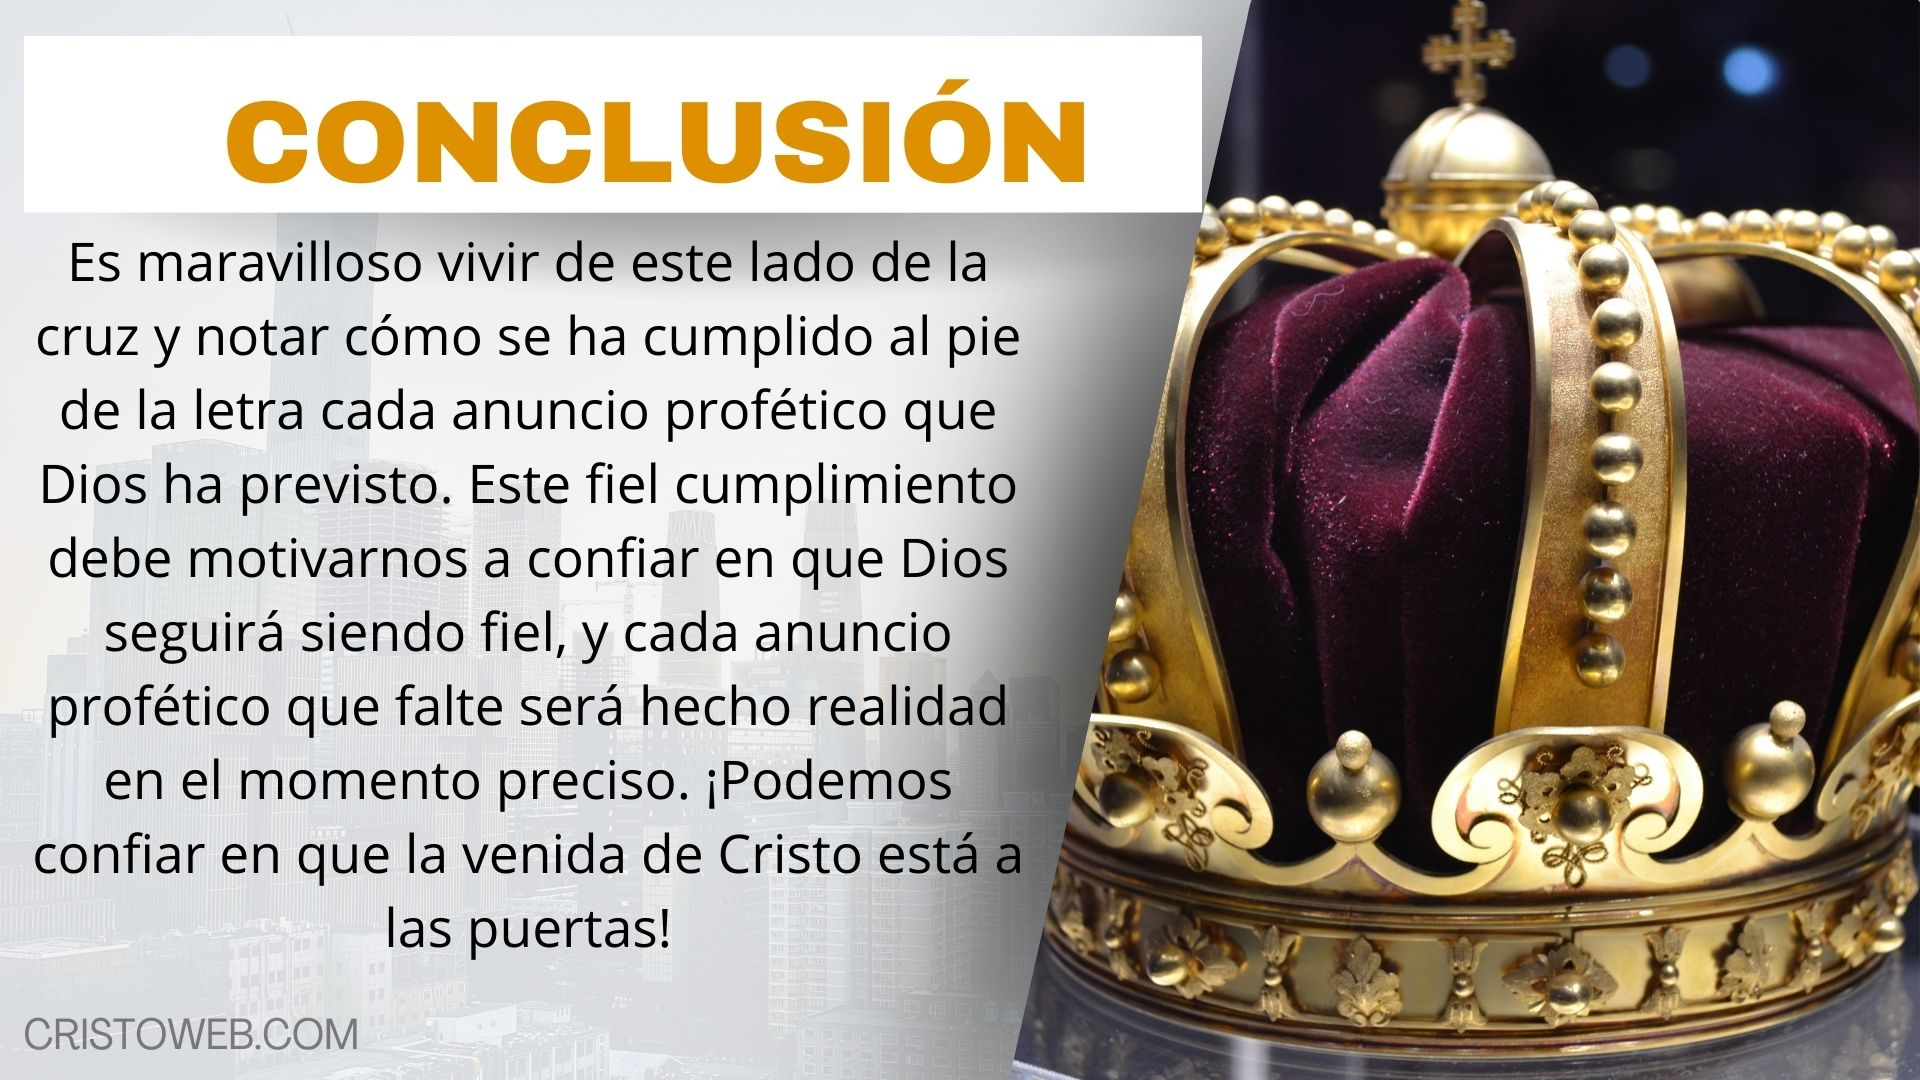 CONCLUSIÓN
Es maravilloso vivir de este lado de la
cruz y notar cómo se ha cumplido al pie
de la letra cada anuncio profético que
Dios ha previsto. Este fiel cumplimiento
debe motivarnos a confiar en que Dios
seguirá siendo fiel, y cada anuncio
profético que falte será hecho realidad
en el momento preciso. ¡Podemos
confiar en que la venida de Cristo está a
las puertas!
CRISTOWEB.COM